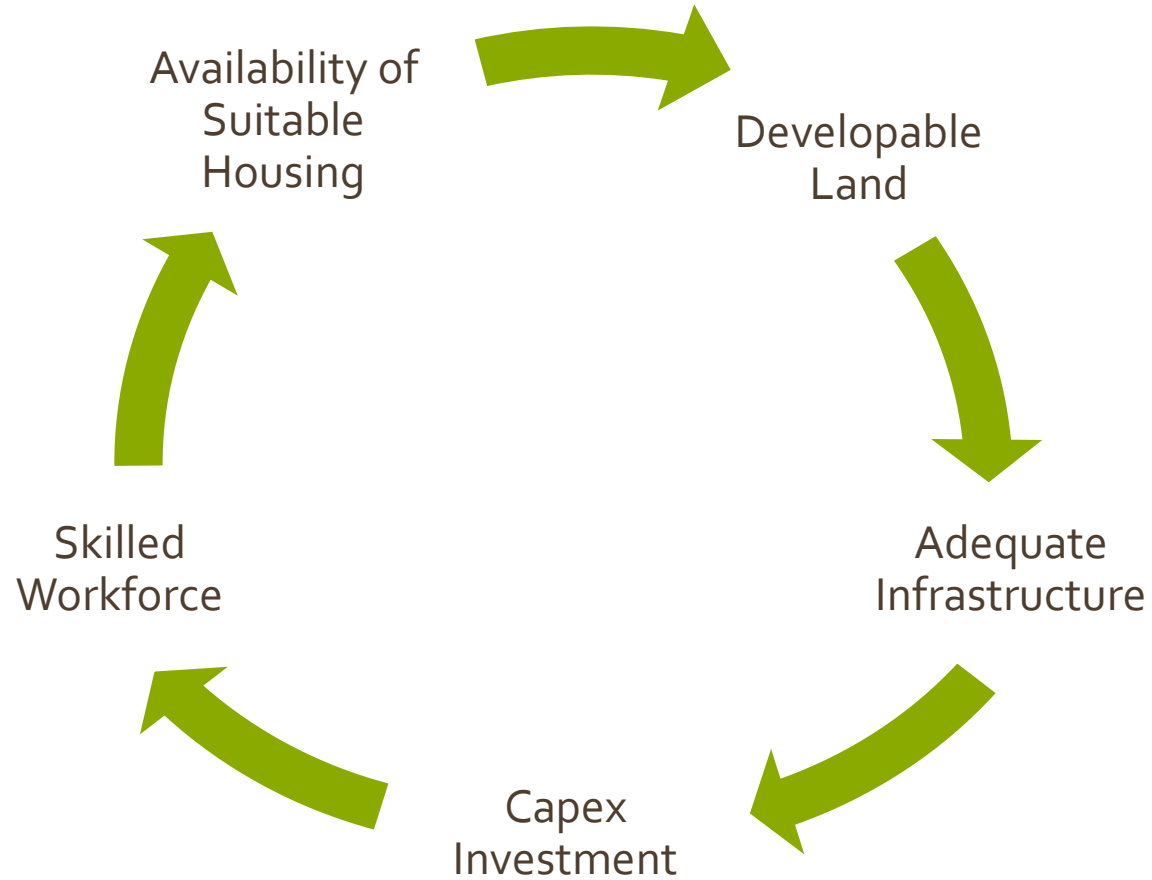 Availability of
Suitable
Housing
Developable
Land
Adequate
Infrastructure
Capex
Investment
Skilled
Workforce